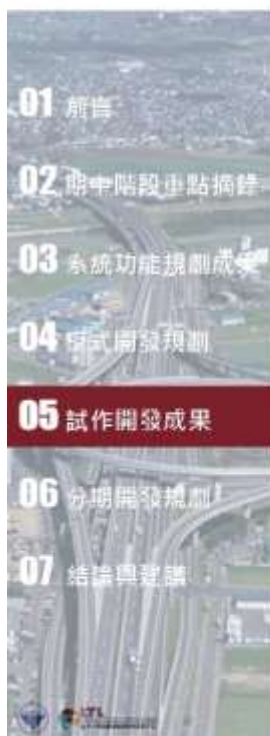 01 前言
02 期中階段重點摘錄
03 系統功能規劃成果
04 程式開發規劃
05 試作開發成果
06 分期開發規劃
07 結論與建議